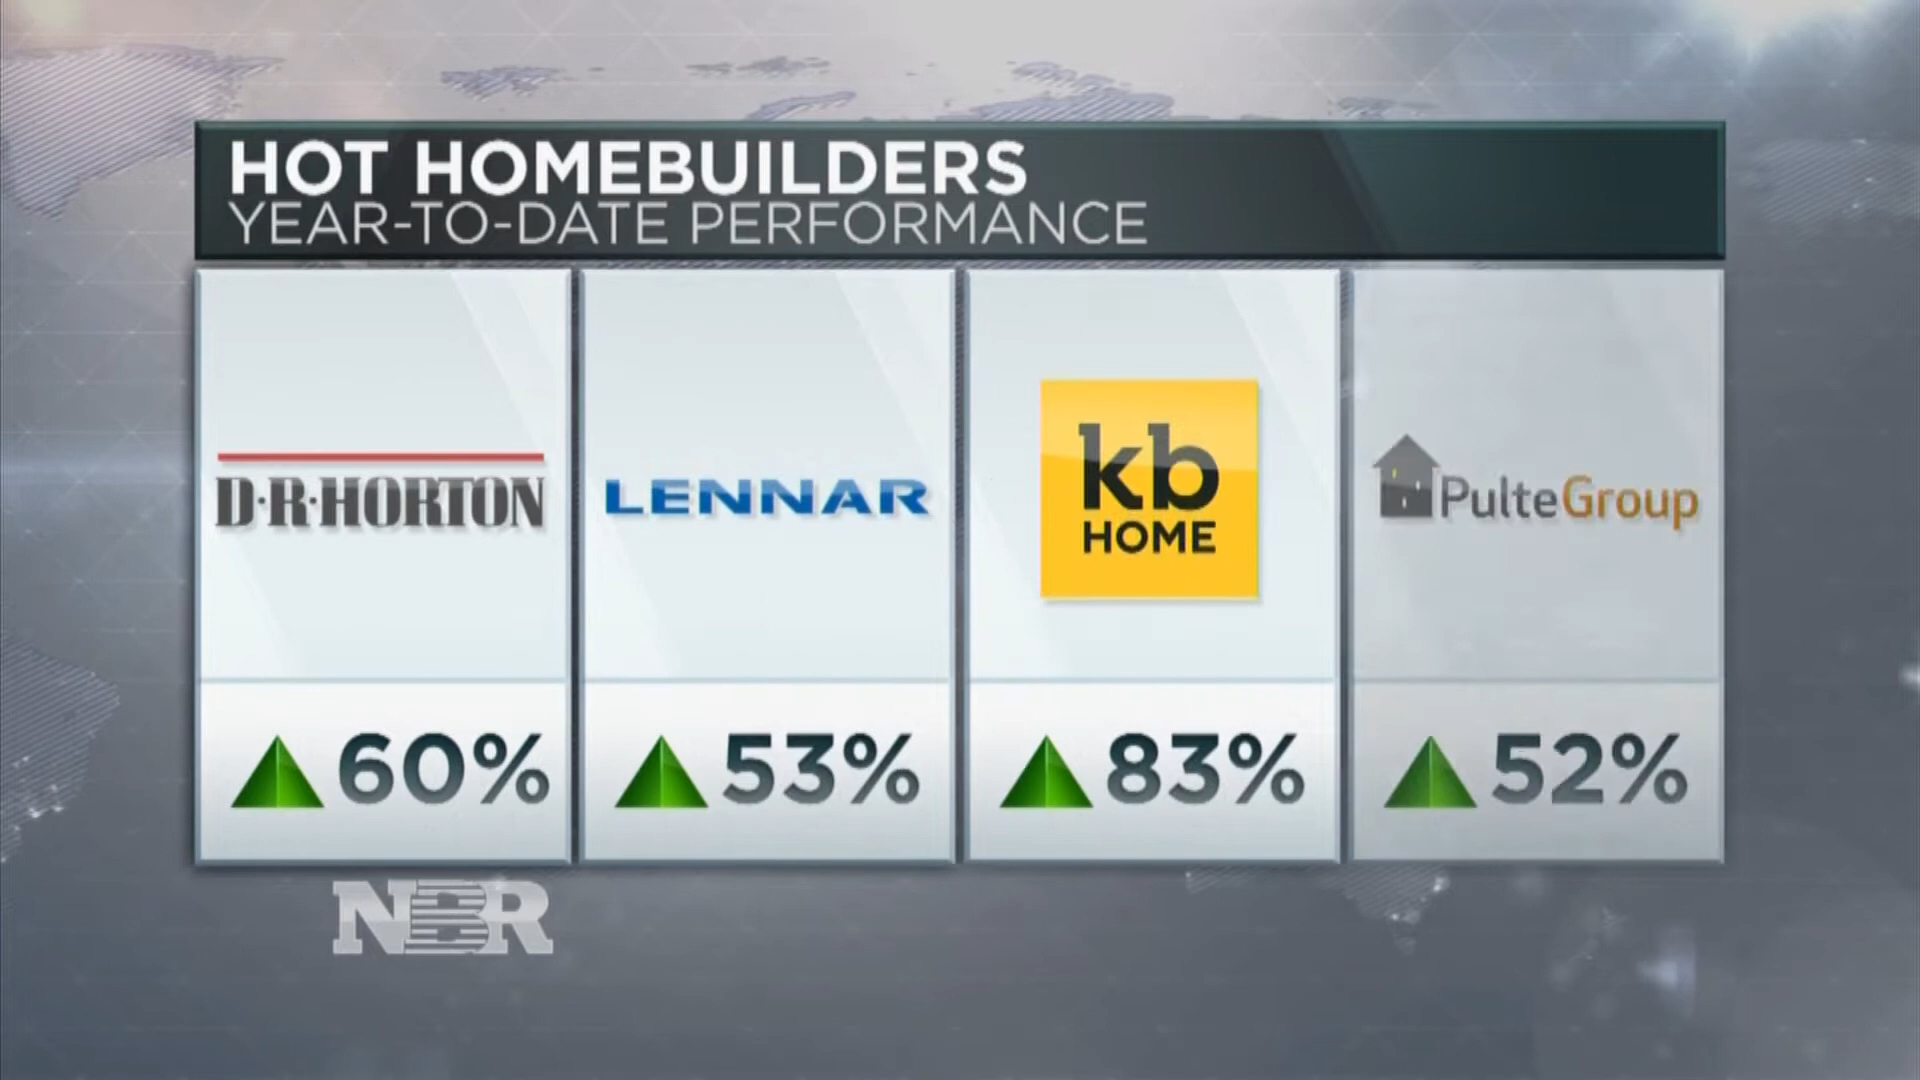 HOT HOMEBUILDERS
YEAR-TO-DATE PERFORMANCE
D·R·HORTON
LENNAR
kb
HOME
PulteGroup
60%
53%
83%
52%
NBR